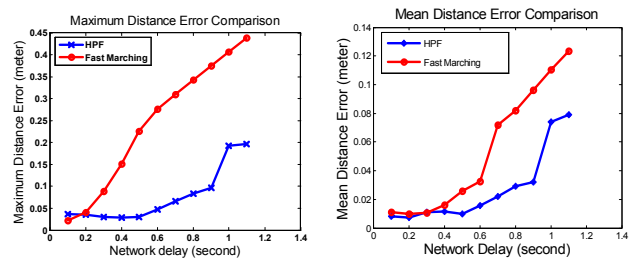 Maximum Distance Error Comparison
Maximum Distance Error (meter)
0.45
0.4
0.35
0.3
0.25
0.2
0.15
0.1
0.05
0
HPF
Fast Marching
0 0.2 0.4 0.6 0.8 1 1.2 1.4
Network delay (second)
Mean Distance Error Comparison
Mean Distance Error (meter)
0.14
0.12
0.1
0.08
0.06
0.04
0.02
0
HPF
Fast Marching
0 0.2 0.4 0.6 0.8 1 1.2 1.4
Network Delay (second)